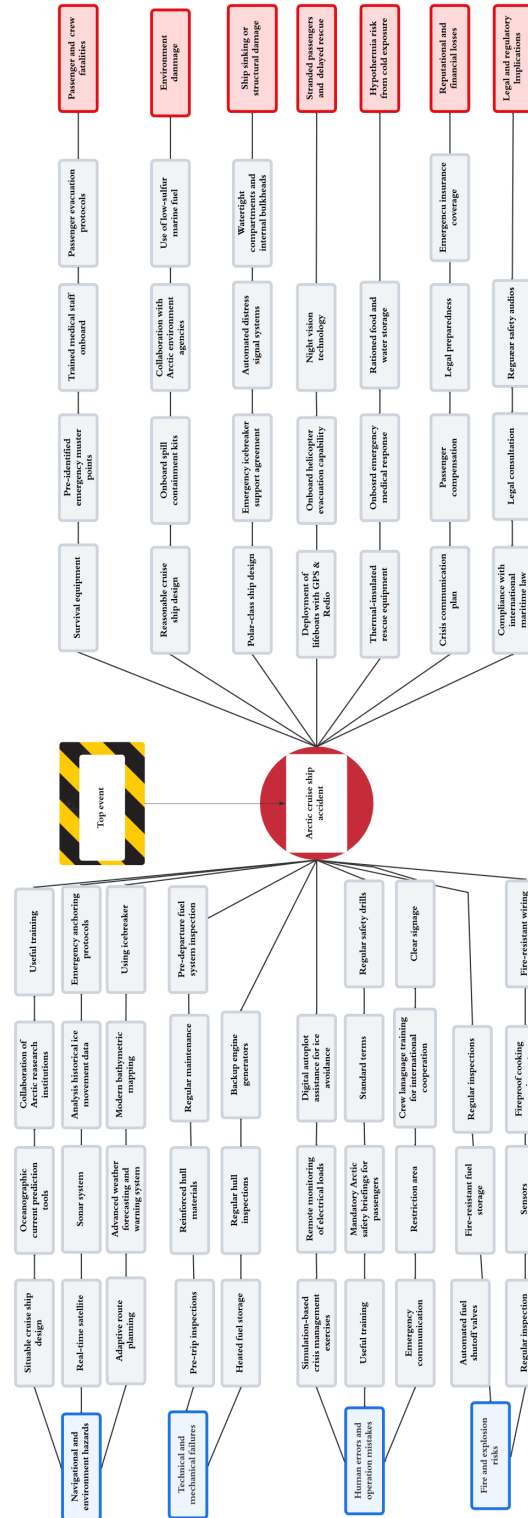 Situable cruise ship
design
Oceanographic
current prediction
tools
Collaboration of
Arctic reasearch
institutions
Useful training
Navigational and
environment hazards
Real-time satellite
Sonar system
Analysis historical ice
movement data
Emergency anchoring
protocols
Adaptive route
planning
Advanced weather
forecasting and
warning system
Modern bathymetric
mapping
Using icebreaker
Technical and
mechanical failures
Pre-trip inspections
Reinforced hull
materials
Regular maintenance
Pre-departure fuel
system inspection
Heated fuel storage
Regular hull
inspections
Backup engine
generators
Human errors and
operation mistakes
Simulation-based
crisis management
exercises
Remote monitoring
of electrical loads
Digital autoplot
assistance for ice
avoidance
Useful training
Mandatory Arctic
safety briefings for
passengers
Standard terms
Regular safety drills
Emergency
communication
Restriction area
Crew lanaguage training
for international
cooperation
Clear signage
Fire and explosion
risks
Automated fuel
shutoff valves
Fire-resistant fuel
storage
Regular inspections
Regular inspection
Sensors
Fireproof cooking
Fire-resistant wiring
Top event
Arctic cruise ship
accident
Survival equipment
Pre-identified
emergency muster
points
Trained medical staff
onboard
Passenger evacuation
protocols
Passenger and crew
fatalities
Reasonable cruise
ship design
Onboard spill
containment kits
Collaboration with
Arctic environment
agencies
Use of low-sulfur
marine fuel
Environment
dammage
Polar-class ship design
Emergency icebreaker
support agreement
Automated distress
signal systems
Watertight
compartments and
internal bulkheads
Ship sinking or
structural damage
Deployment of
lifeboats with GPS &
Redio
Onboard helicopter
evacuation capability
Night vision
technology
Stranded passengers
and delayed rescue
Thermal-insulated
rescue equipment
Onbosrd emergency
medical response
Rationed food and
water storage
Hypothermia risk
from cold exposure
Crisis communication
plan
Passenger
compensation
Legal preparedness
Emergencu insurance
coverage
Reputational and
financial losses
Compliance with
international
maritime law
Legal consultation
Reguæar safety audios
Legal and regulatory
Implications